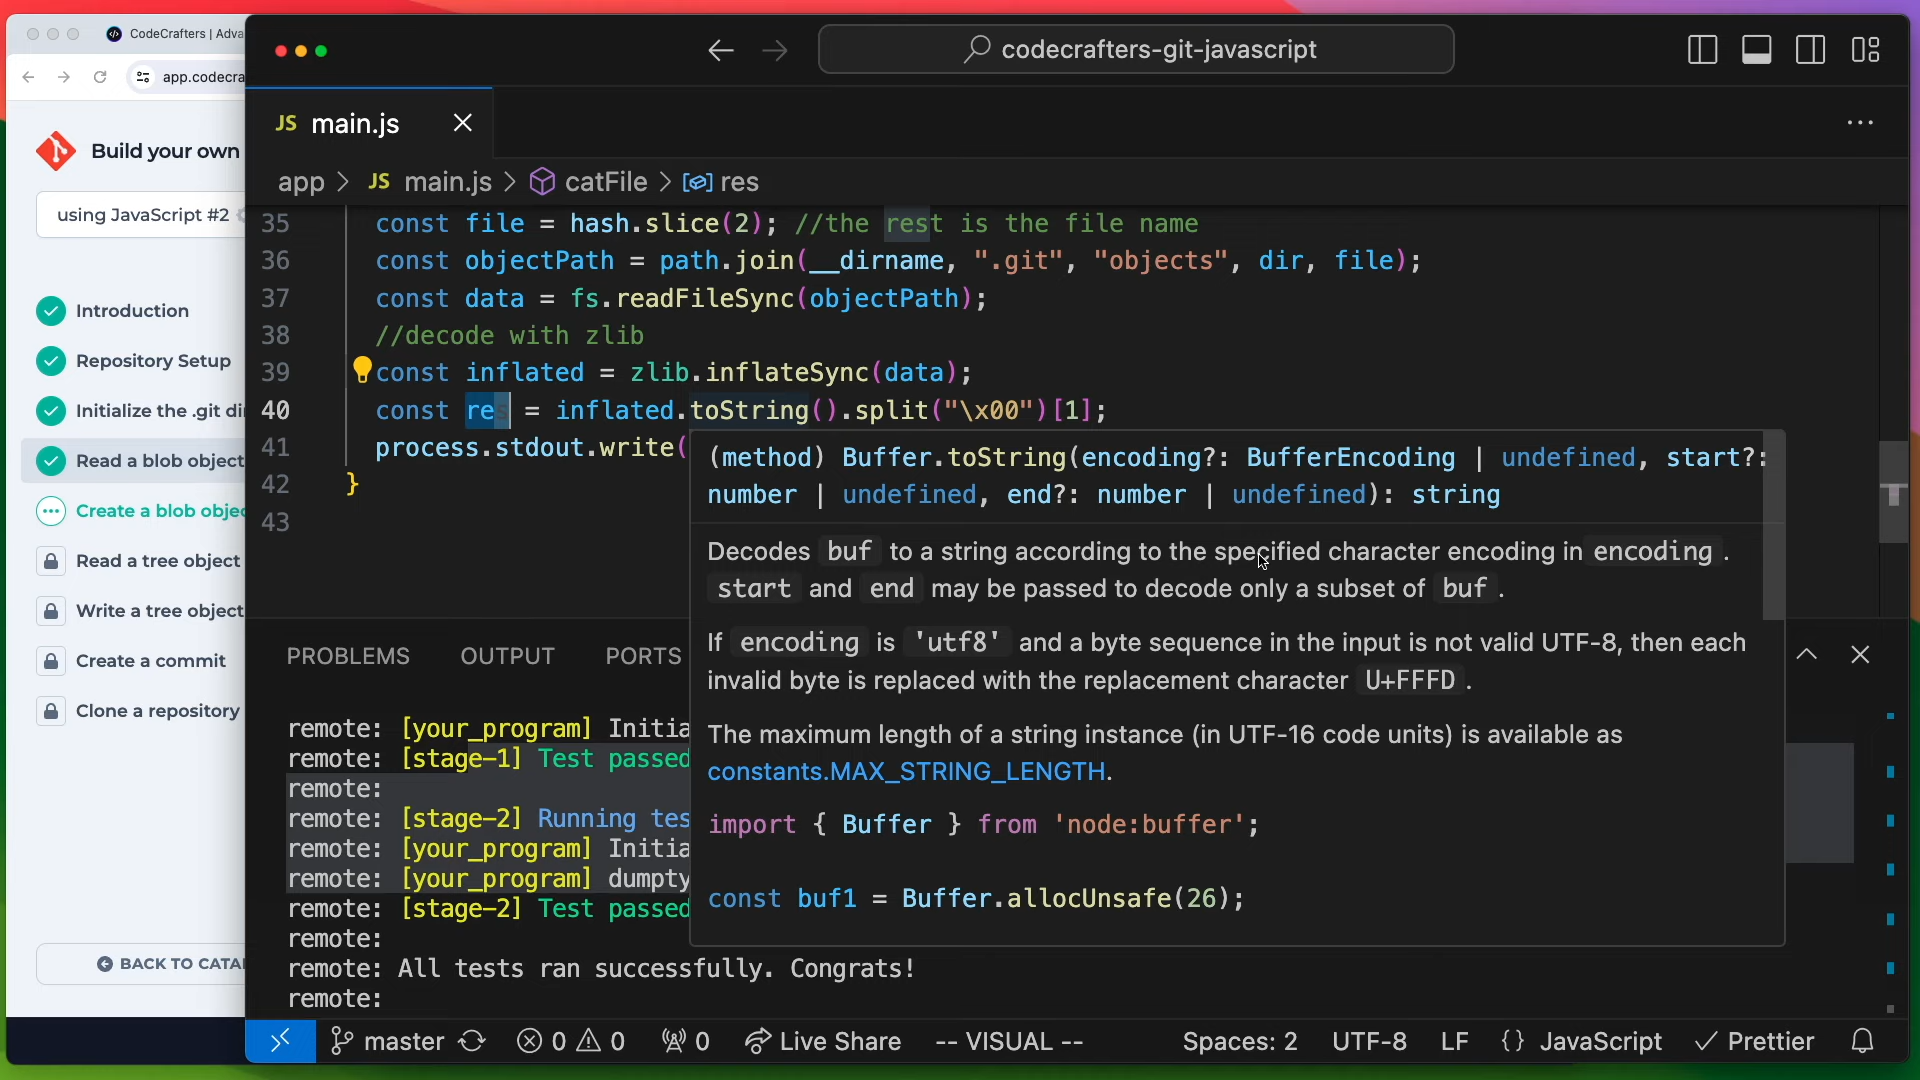 CodeCrafters | Adva
codecrafters-git-javascript
app.codecra
JS main.js
Build your own
app > JS main.js > catFile > res
using JavaScript #2
Introduction
Repository Setup
Initialize the .git di
Read a blob object
Create a blob objec
Read a tree object
Write a tree object
Create a commit
Clone a repository
BACK TO CATA
35 const file = hash.slice(2); //the rest is the file name
36 const objectPath = path.join(__dirname, ".git", "objects", dir, file);
37 const data = fs.readFileSync(objectPath);
38 //decode with zlib
39 const inflated = zlib.inflateSync(data);
40 const res = inflated.toString().split("\x00")[1];
41 process.stdout.write(
42 }
43
(method) Buffer.toString(encoding?: BufferEncoding | undefined, start?:
number | undefined, end?: number | undefined): string
Decodes buf to a string according to the specified character encoding in encoding .
start and end may be passed to decode only a subset of buf .
If encoding is 'utf8' and a byte sequence in the input is not valid UTF-8, then each
invalid byte is replaced with the replacement character U+FFFD .
The maximum length of a string instance (in UTF-16 code units) is available as
constants.MAX_STRING_LENGTH.
import { Buffer } from 'node:buffer';
const buf1 = Buffer.allocUnsafe(26);
PROBLEMS OUTPUT PORTS
remote: [your_program] Initia
remote: [stage-1] Test passed
remote:
remote: [stage-2] Running tes
remote: [your_program] Initia
remote: [your_program] dumpty
remote: [stage-2] Test passed
remote:
remote: All tests ran successfully. Congrats!
remote:
master 0 0 0 Live Share -- VISUAL -- Spaces: 2 UTF-8 LF {} JavaScript Prettier